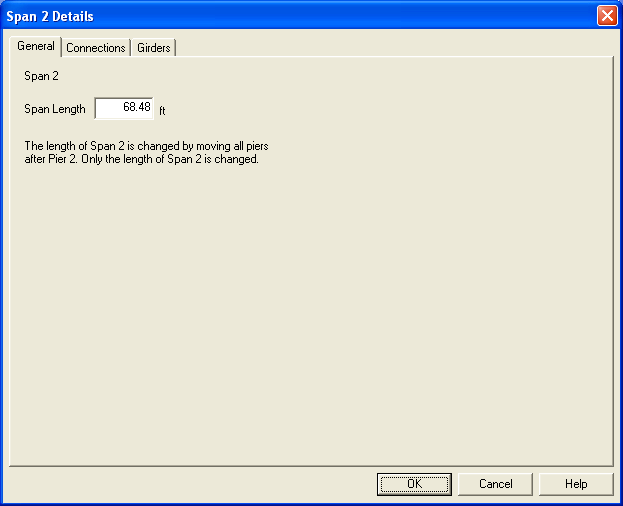 Span 2 Details
General Connections Girders
Span 2
Span Length 68.48 ft
The length of Span 2 is changed by moving all piers
after Pier 2. Only the length of Span 2 is changed.
OK Cancel Help